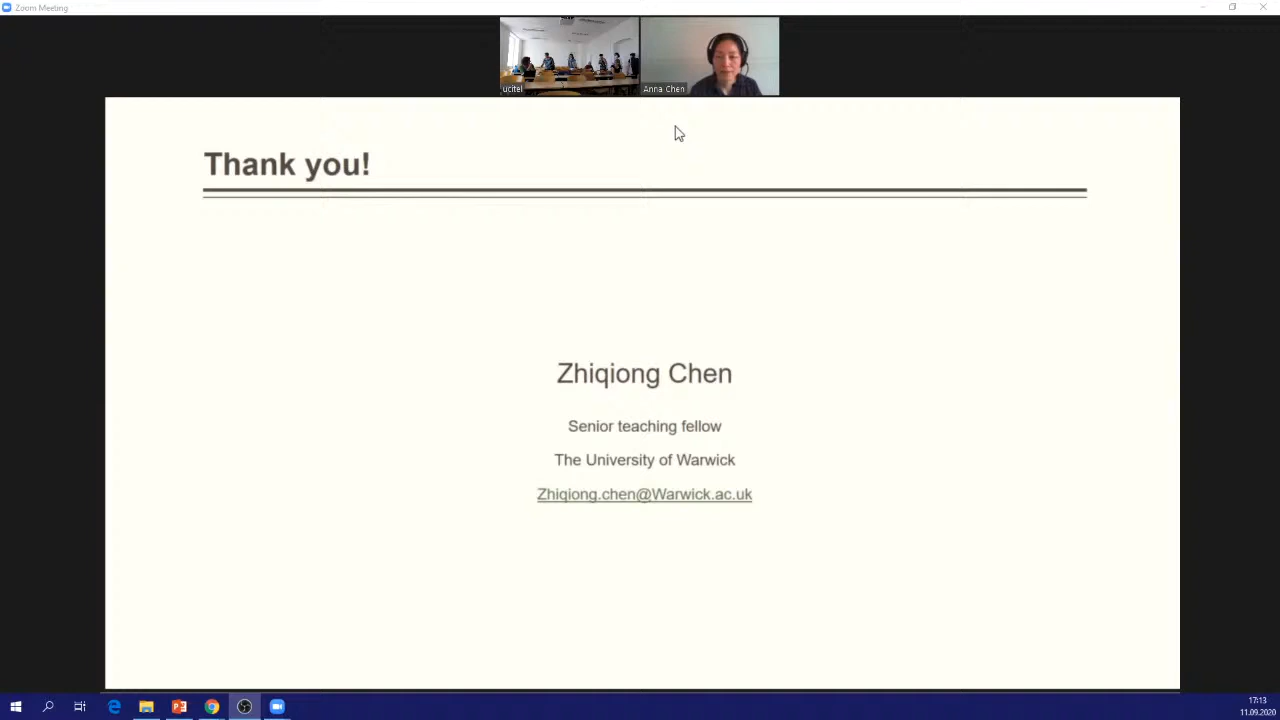 Zoom Meeting
ucitel
Anna Chen
Thank you!
Zhiqiong Chen
Senior teaching fellow
The University of Warwick
Zhiqiong.chen@Warwick.ac.uk
17:13
11.09.2020